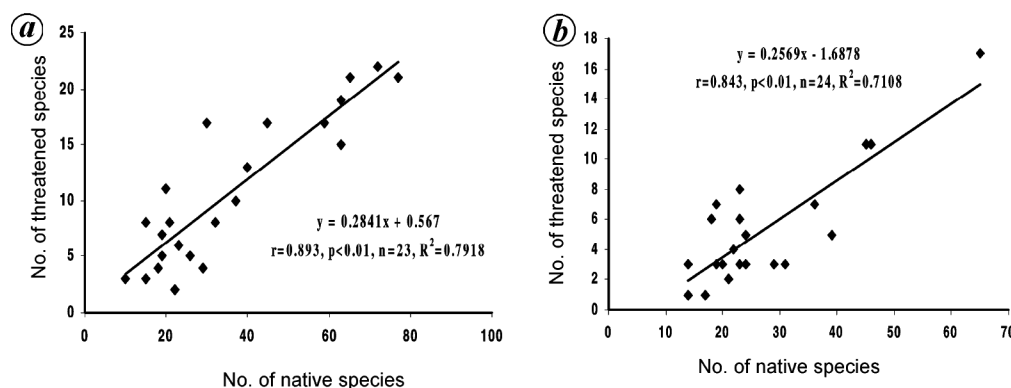 a
No. of threatened species
25
20
15
10
5
0
y = 0.2841x + 0.567
r=0.893, p<0.01, n=23, R²=0.7918
0 20 40 60 80 100
No. of native species
b
No. of threatened species
18
16
14
12
10
8
6
4
2
0
y = 0.2569x - 1.6878
r=0.843, p<0.01, n=24, R²=0.7108
0 10 20 30 40 50 60 70
No. of native species